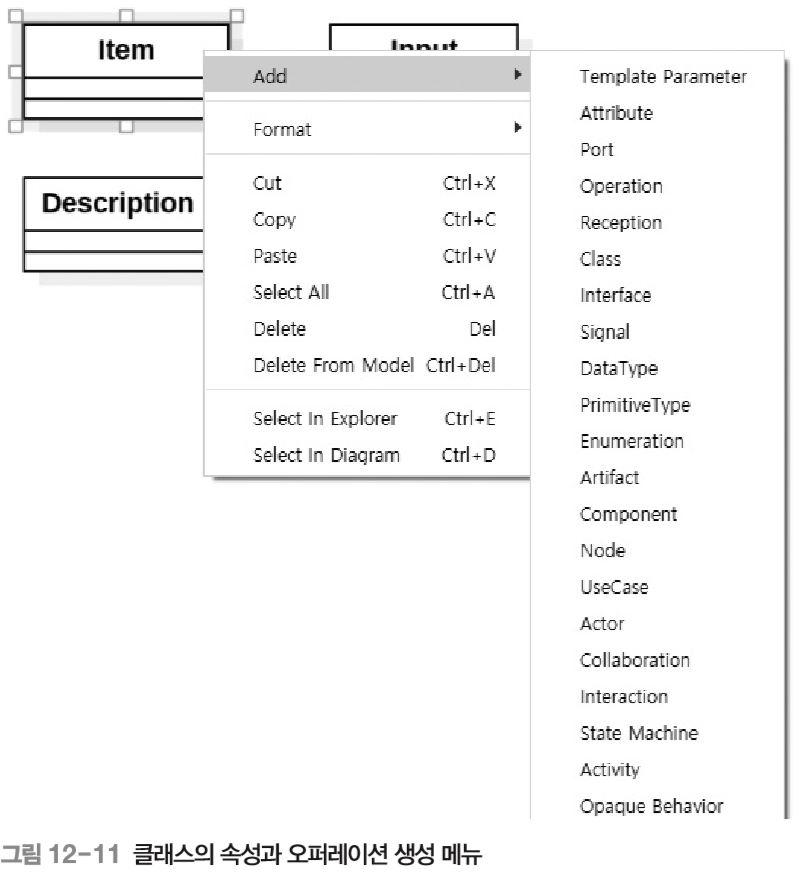 Item
Input
Description
Add
Format
Cut Ctrl+X
Copy Ctrl+C
Paste Ctrl+V
Select All Ctrl+A
Delete Del
Delete From Model Ctrl+Del
Select In Explorer Ctrl+E
Select In Diagram Ctrl+D
Template Parameter
Attribute
Port
Operation
Reception
Class
Interface
Signal
DataType
PrimitiveType
Enumeration
Artifact
Component
Node
UseCase
Actor
Collaboration
Interaction
State Machine
Activity
Opaque Behavior
그림 12-11 클래스의 속성과 오퍼레이션 생성 메뉴